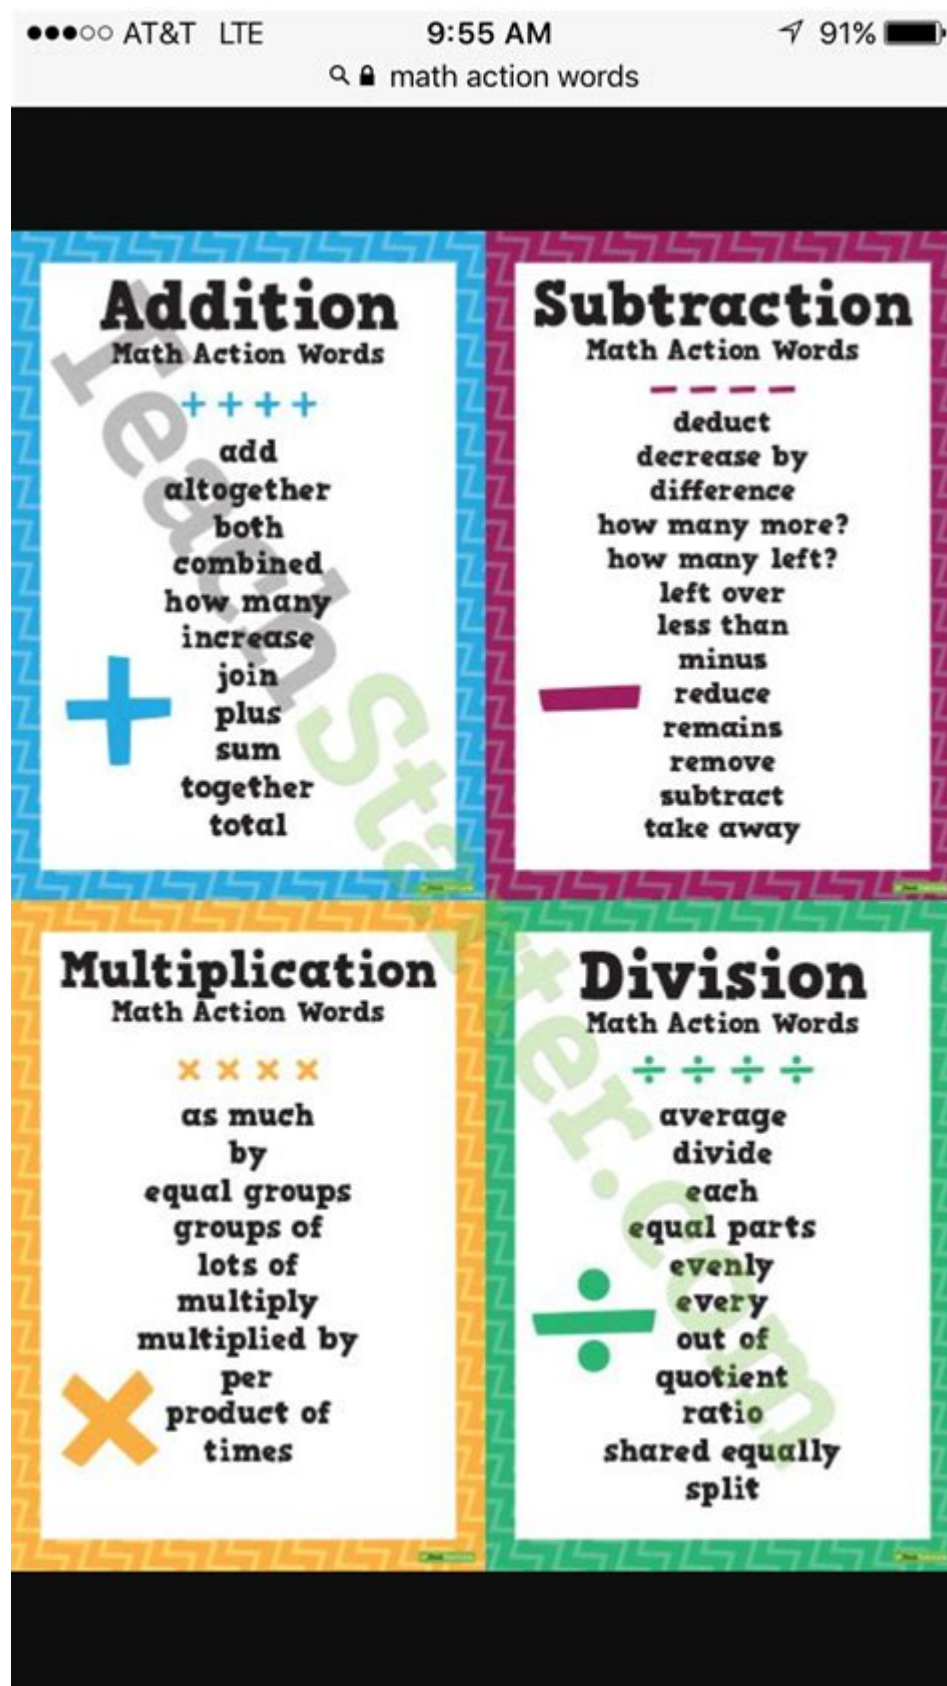 AT&T LTE 9:55 AM 91%
math action words
Addition
Math Action Words
+ + + +
add
altogether
both
combined
how many
increase
join
plus
sum
together
total
+
Subtraction
Math Action Words
− − − −
deduct
decrease by
difference
how many more?
how many left?
left over
less than
minus
reduce
remains
remove
subtract
take away
−
Multiplication
Math Action Words
× × × ×
as much
by
equal groups
groups of
lots of
multiply
multiplied by
per
product of
times
×
Division
Math Action Words
÷ ÷ ÷ ÷
average
divide
each
equal parts
evenly
every
out of
quotient
ratio
shared equally
split
÷
TeachStarter.com